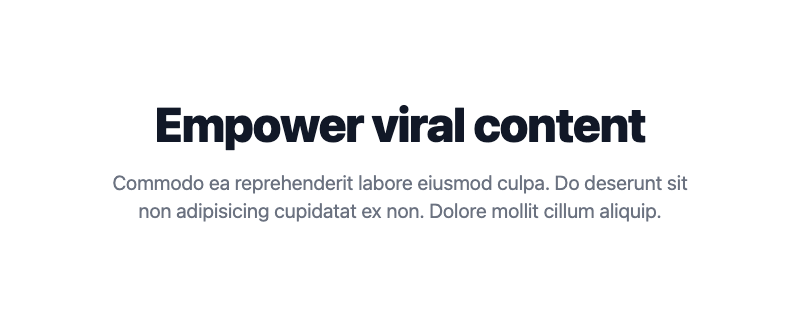 Empower viral content
Commodo ea reprehenderit labore eiusmod culpa. Do deserunt sit
non adipisicing cupidatat ex non. Dolore mollit cillum aliquip.